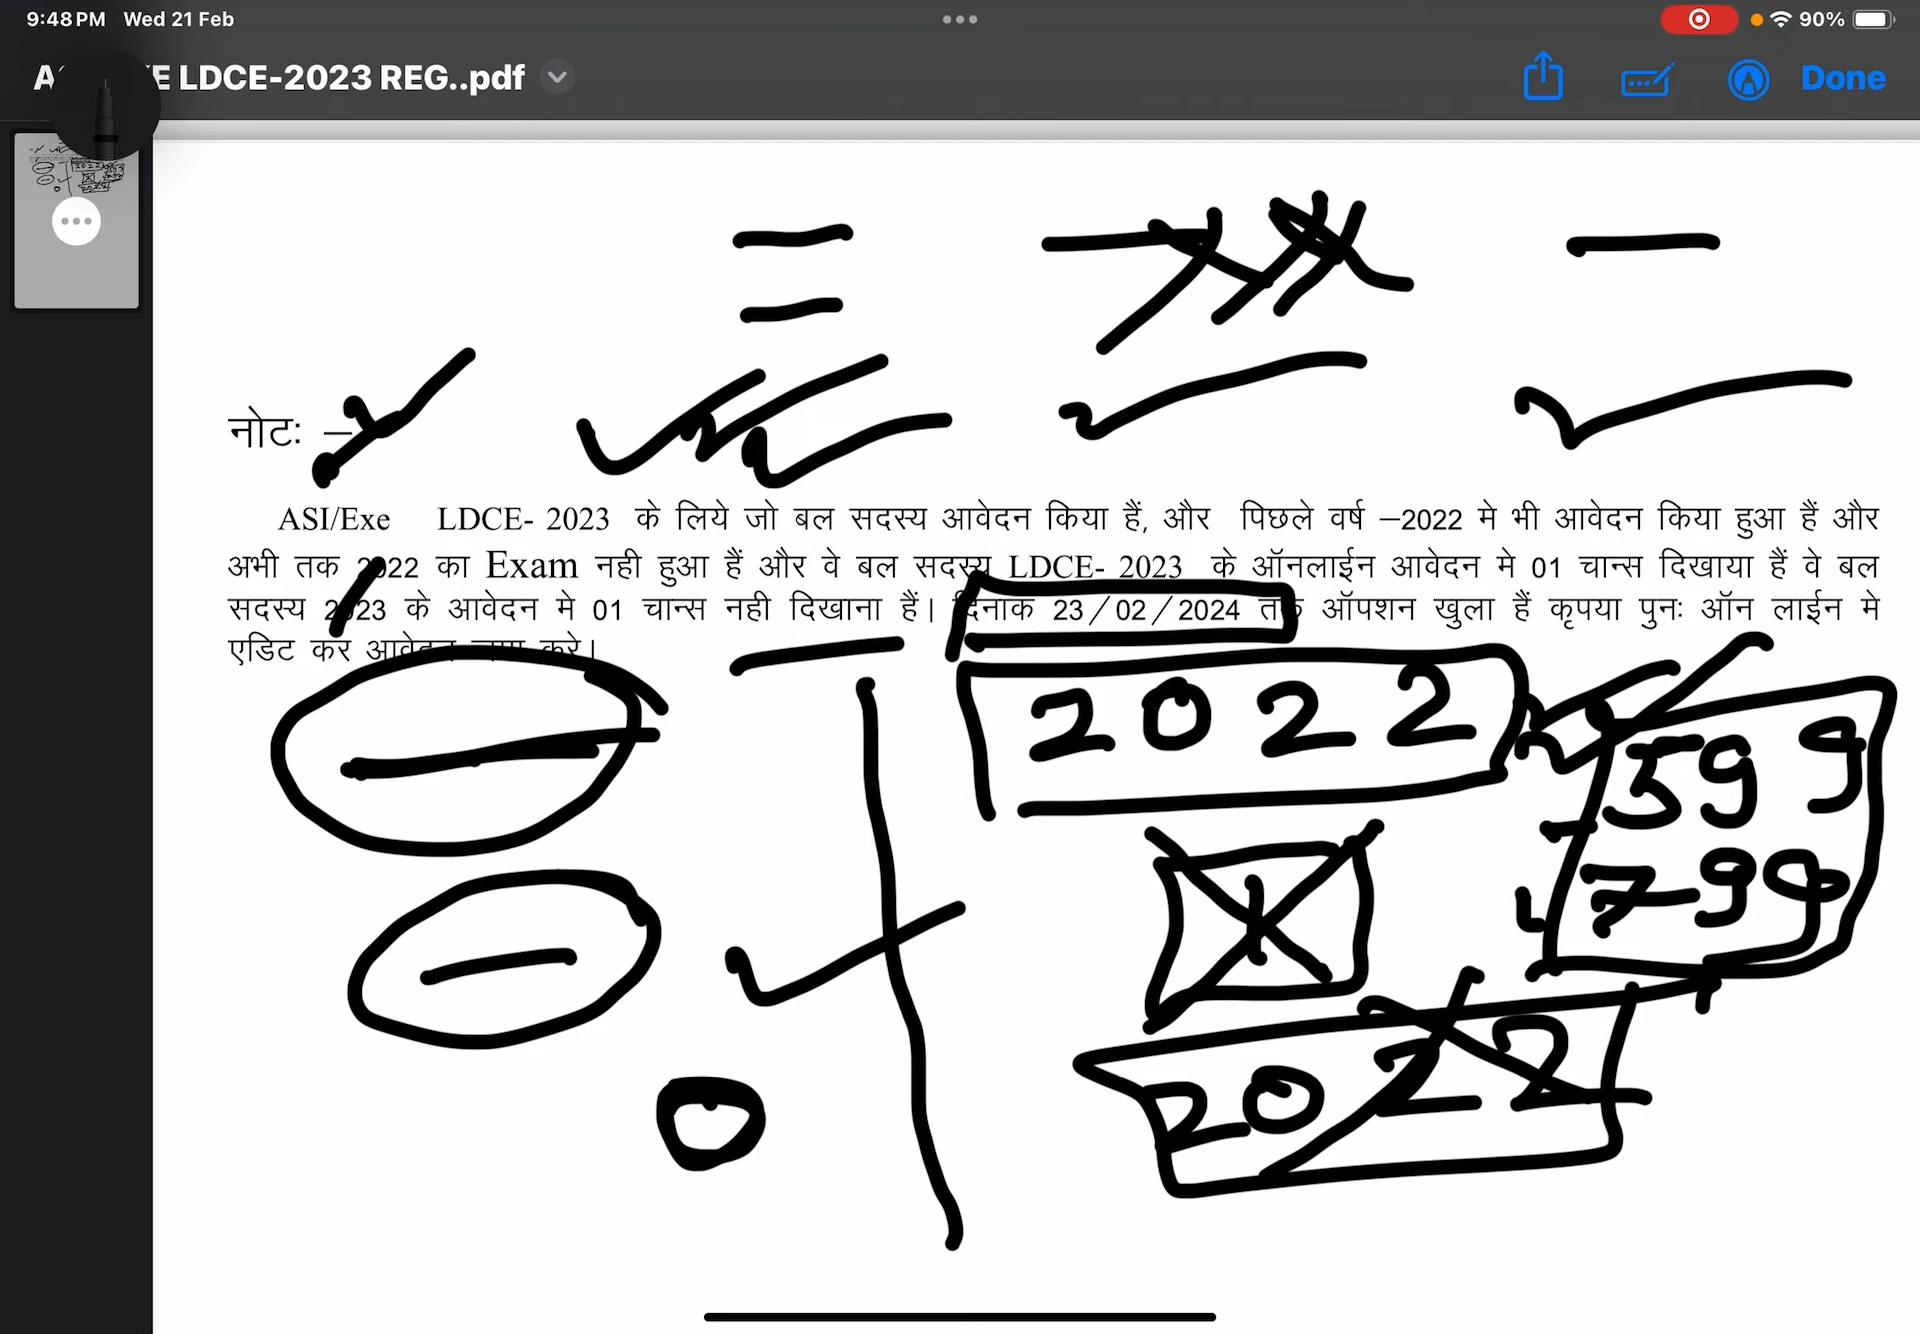 9:48 PM Wed 21 Feb
90%
E LDCE-2023 REG..pdf
Done
नोटः –
ASI/Exe LDCE- 2023 के लिये जो बल सदस्य आवेदन किया हैं, और पिछले वर्ष –2022 मे भी आवेदन किया हुआ हैं और
अभी तक 2022 का Exam नही हुआ हैं और वे बल सदस्य LDCE- 2023 के ऑनलाईन आवेदन मे 01 चान्स दिखाया हैं वे बल
सदस्य 2023 के आवेदन मे 01 चान्स नही दिखाना हैं। दिनाक 23/02/2024 तक ऑपशन खुला हैं कृपया पुनः ऑन लाईन मे
एडिट कर करे।
2022
599
799
1
2022